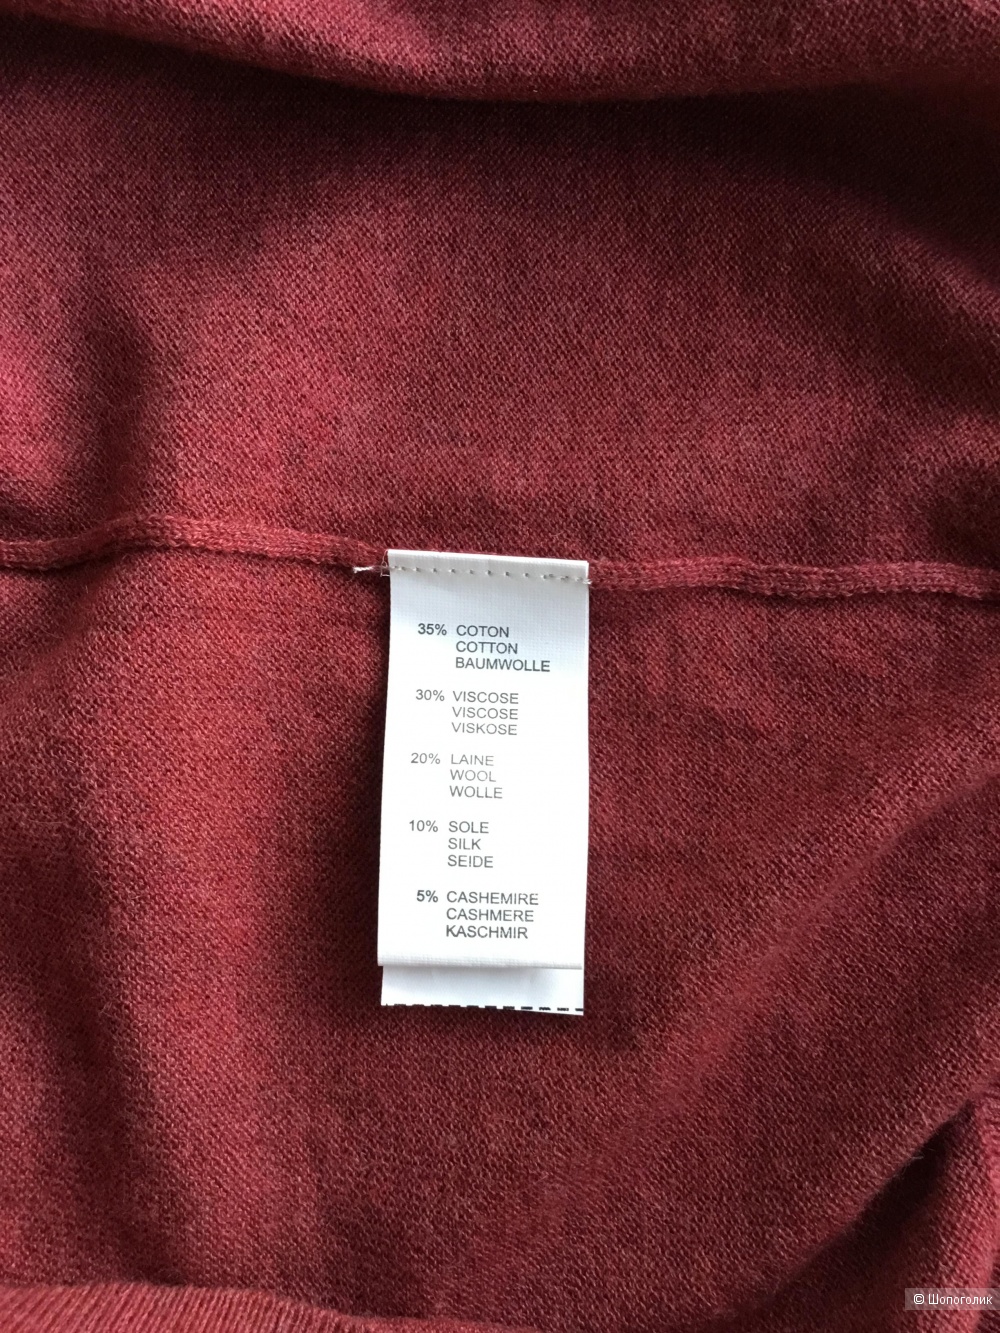 35% COTON
COTTON
BAUMWOLLE
30% VISCOSE
VISCOSE
VISKOSE
20% LAINE
WOOL
WOLLE
10% SOLE
SILK
SEIDE
5% CASHEMIRE
CASHMERE
KASCHMIR
© Шопоголик